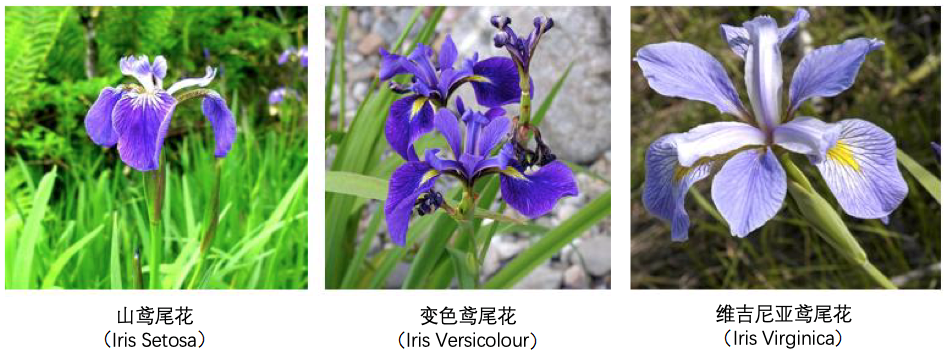 山鸢尾花
（Iris Setosa）
变色鸢尾花
（Iris Versicolour）
维吉尼亚鸢尾花
（Iris Virginica）